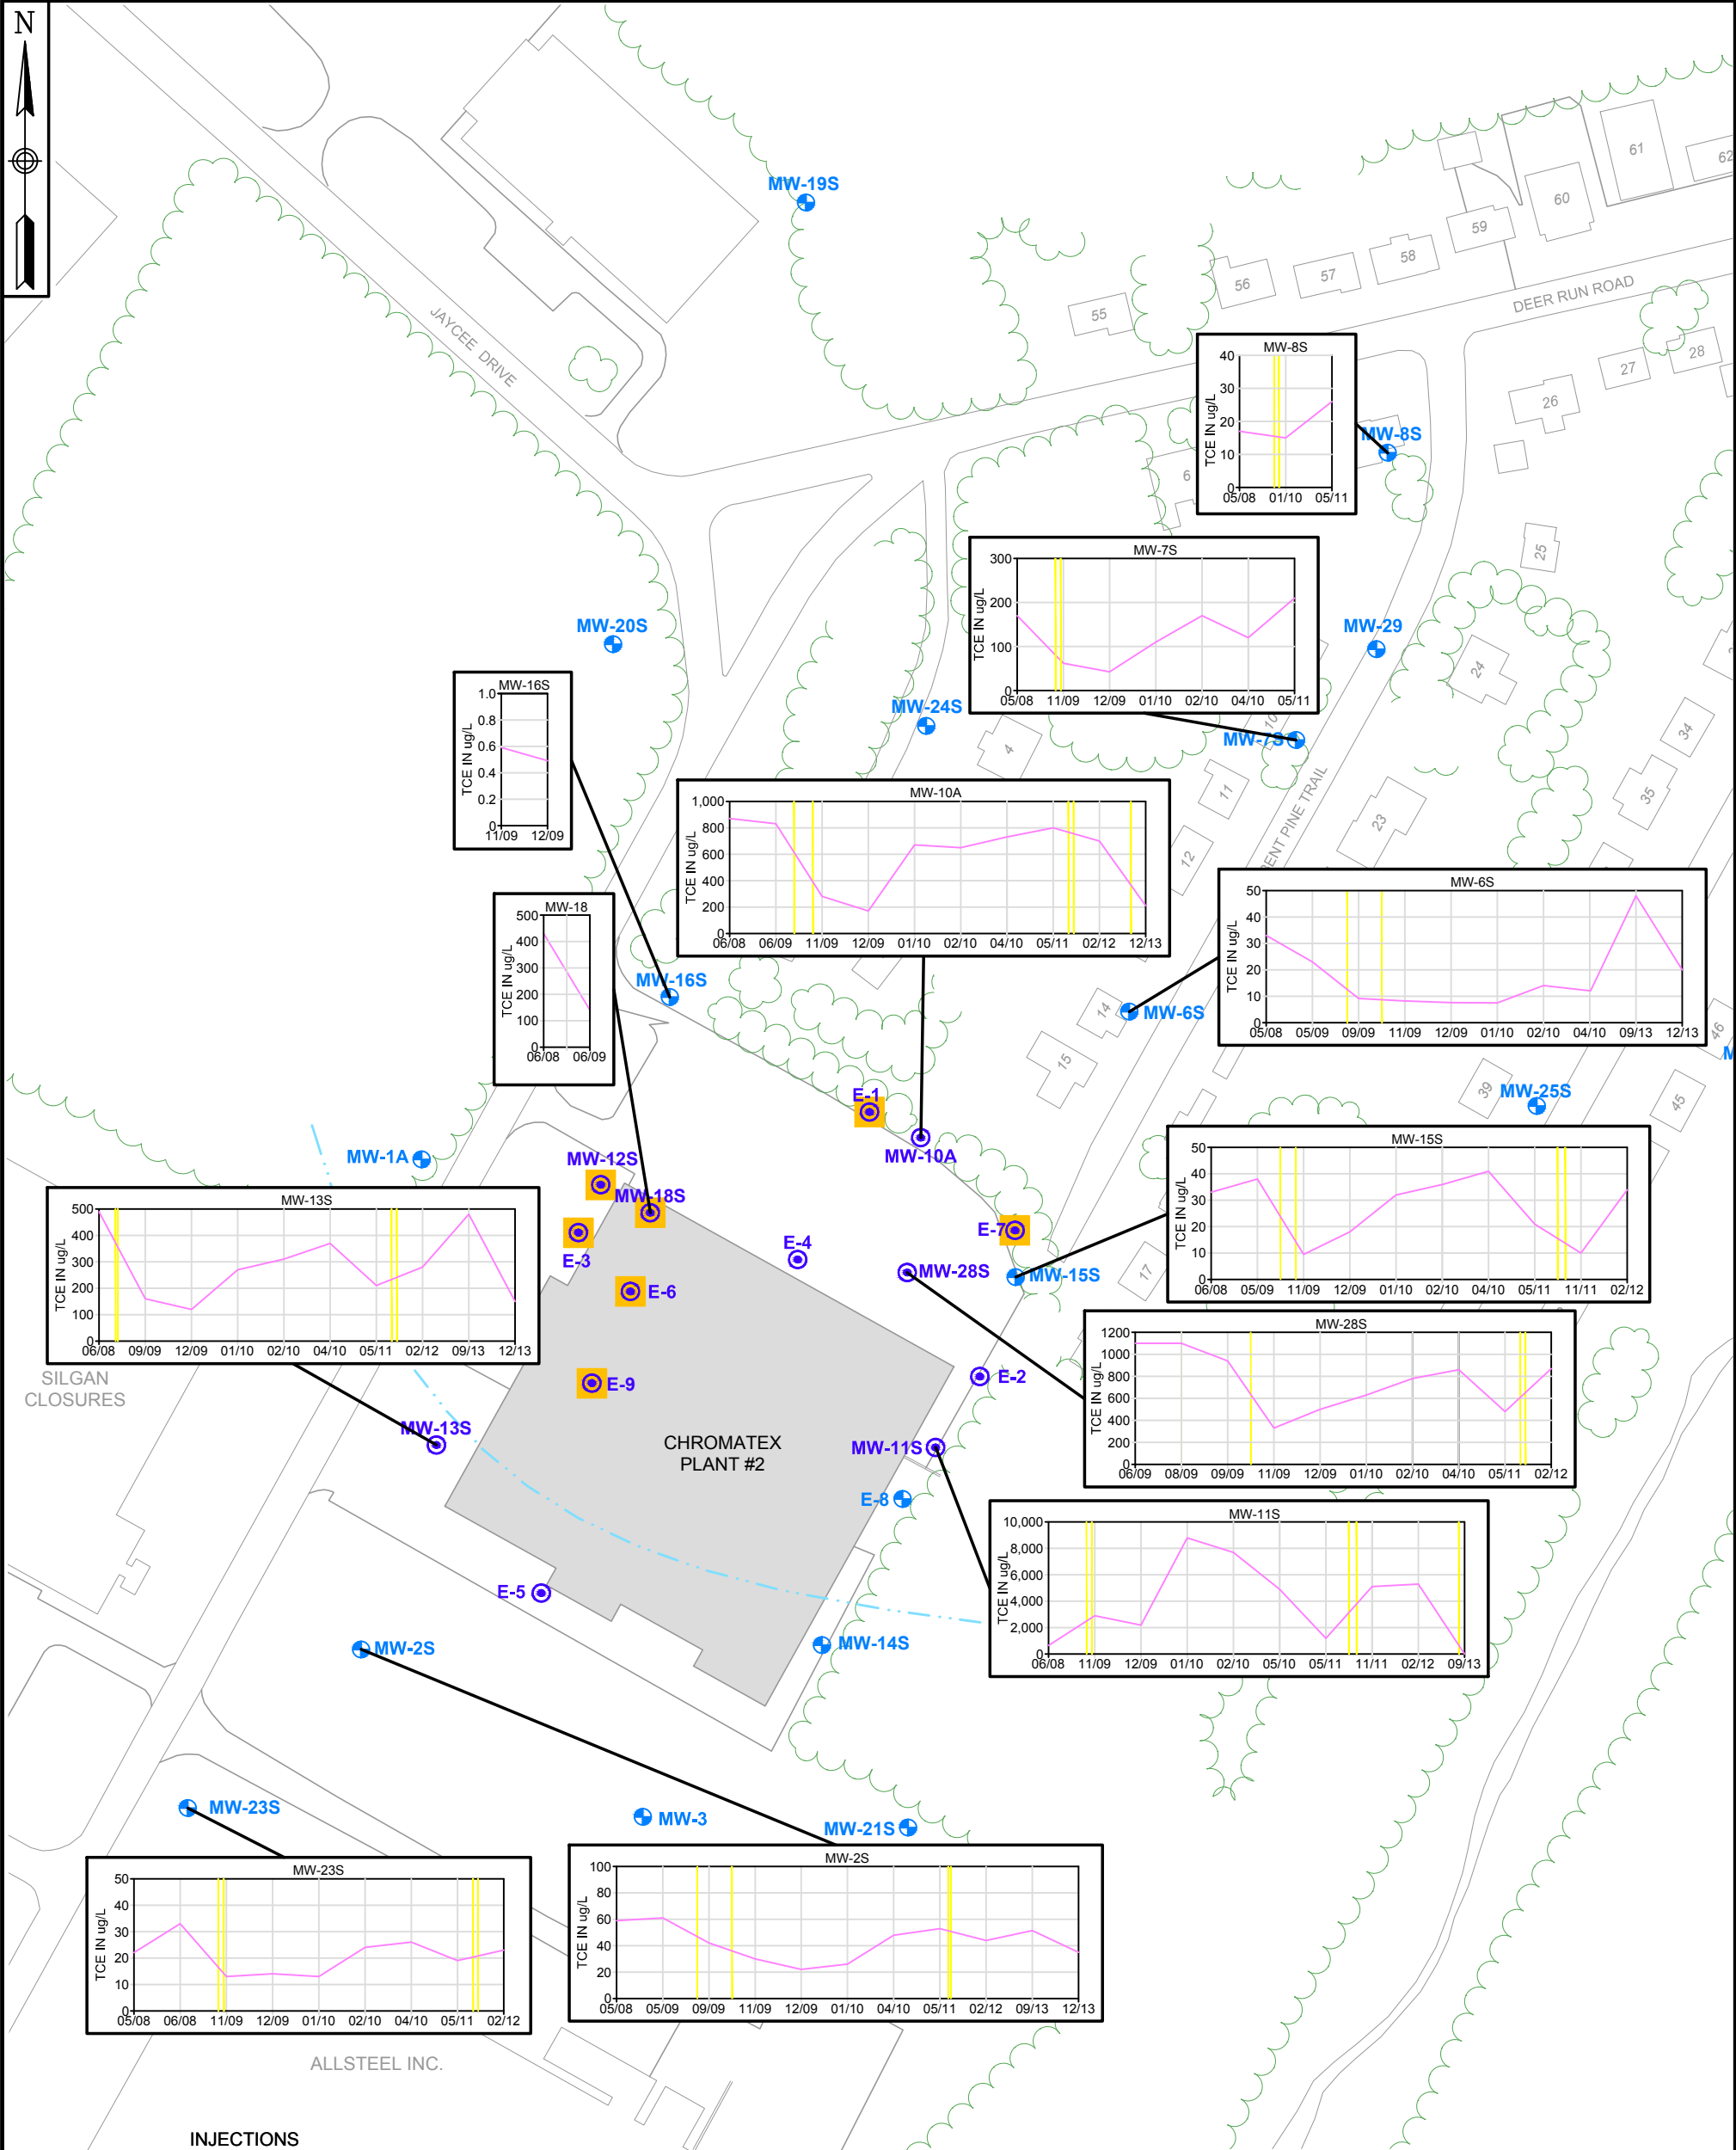 N
MW-19S
61
62
60
59
58
57
56
55
DEER RUN ROAD
JAYCEE DRIVE
28
27
26
MW-8S
40
30
20
10
0
TCE IN ug/L
05/08 01/10 05/11
MW-8S
6
25
MW-7S
300
200
100
0
TCE IN ug/L
05/08 11/09 12/09 01/10 02/10 04/10 05/11
MW-20S
MW-29
24
MW-24S
4
10
MW-7S
34
35
11
23
12
MW-16S
1.0
0.8
0.6
0.4
0.2
0
TCE IN ug/L
11/09 12/09
MW-10A
1,000
800
600
400
200
0
TCE IN ug/L
06/08 06/09 11/09 12/09 01/10 02/10 04/10 05/11 02/12 12/13
MW-6S
50
40
30
20
10
0
TCE IN ug/L
05/08 05/09 09/09 11/09 12/09 01/10 02/10 04/10 09/13 12/13
MW-18
500
400
300
200
100
0
TCE IN ug/L
06/08 06/09
MW-16S
14
MW-6S
15
46
39
45
MW-25S
E-1
MW-10A
MW-1A
MW-12S
MW-18S
E-3
E-4
E-7
MW-28S
MW-15S
17
E-6
E-9
E-2
MW-15S
50
40
30
20
10
0
TCE IN ug/L
06/08 05/09 11/09 12/09 01/10 02/10 04/10 05/11 11/11 02/12
MW-13S
500
400
300
200
100
0
TCE IN ug/L
06/08 09/09 12/09 01/10 02/10 04/10 05/11 02/12 09/13 12/13
MW-28S
1200
1000
800
600
400
200
0
TCE IN ug/L
06/09 08/09 09/09 11/09 12/09 01/10 02/10 04/10 05/11 02/12
SILGAN
CLOSURES
MW-13S
CHROMATEX
PLANT #2
MW-11S
E-8
MW-11S
10,000
8,000
6,000
4,000
2,000
0
TCE IN ug/L
06/08 11/09 12/09 01/10 02/10 05/10 05/11 11/11 02/12 09/13
E-5
MW-2S
MW-14S
MW-23S
MW-3
MW-21S
MW-23S
50
40
30
20
10
0
TCE IN ug/L
05/08 06/08 11/09 12/09 01/10 02/10 04/10 05/11 02/12
MW-2S
100
80
60
40
20
0
TCE IN ug/L
05/08 05/09 09/09 11/09 12/09 01/10 04/10 05/11 02/12 09/13 12/13
ALLSTEEL INC.
INJECTIONS